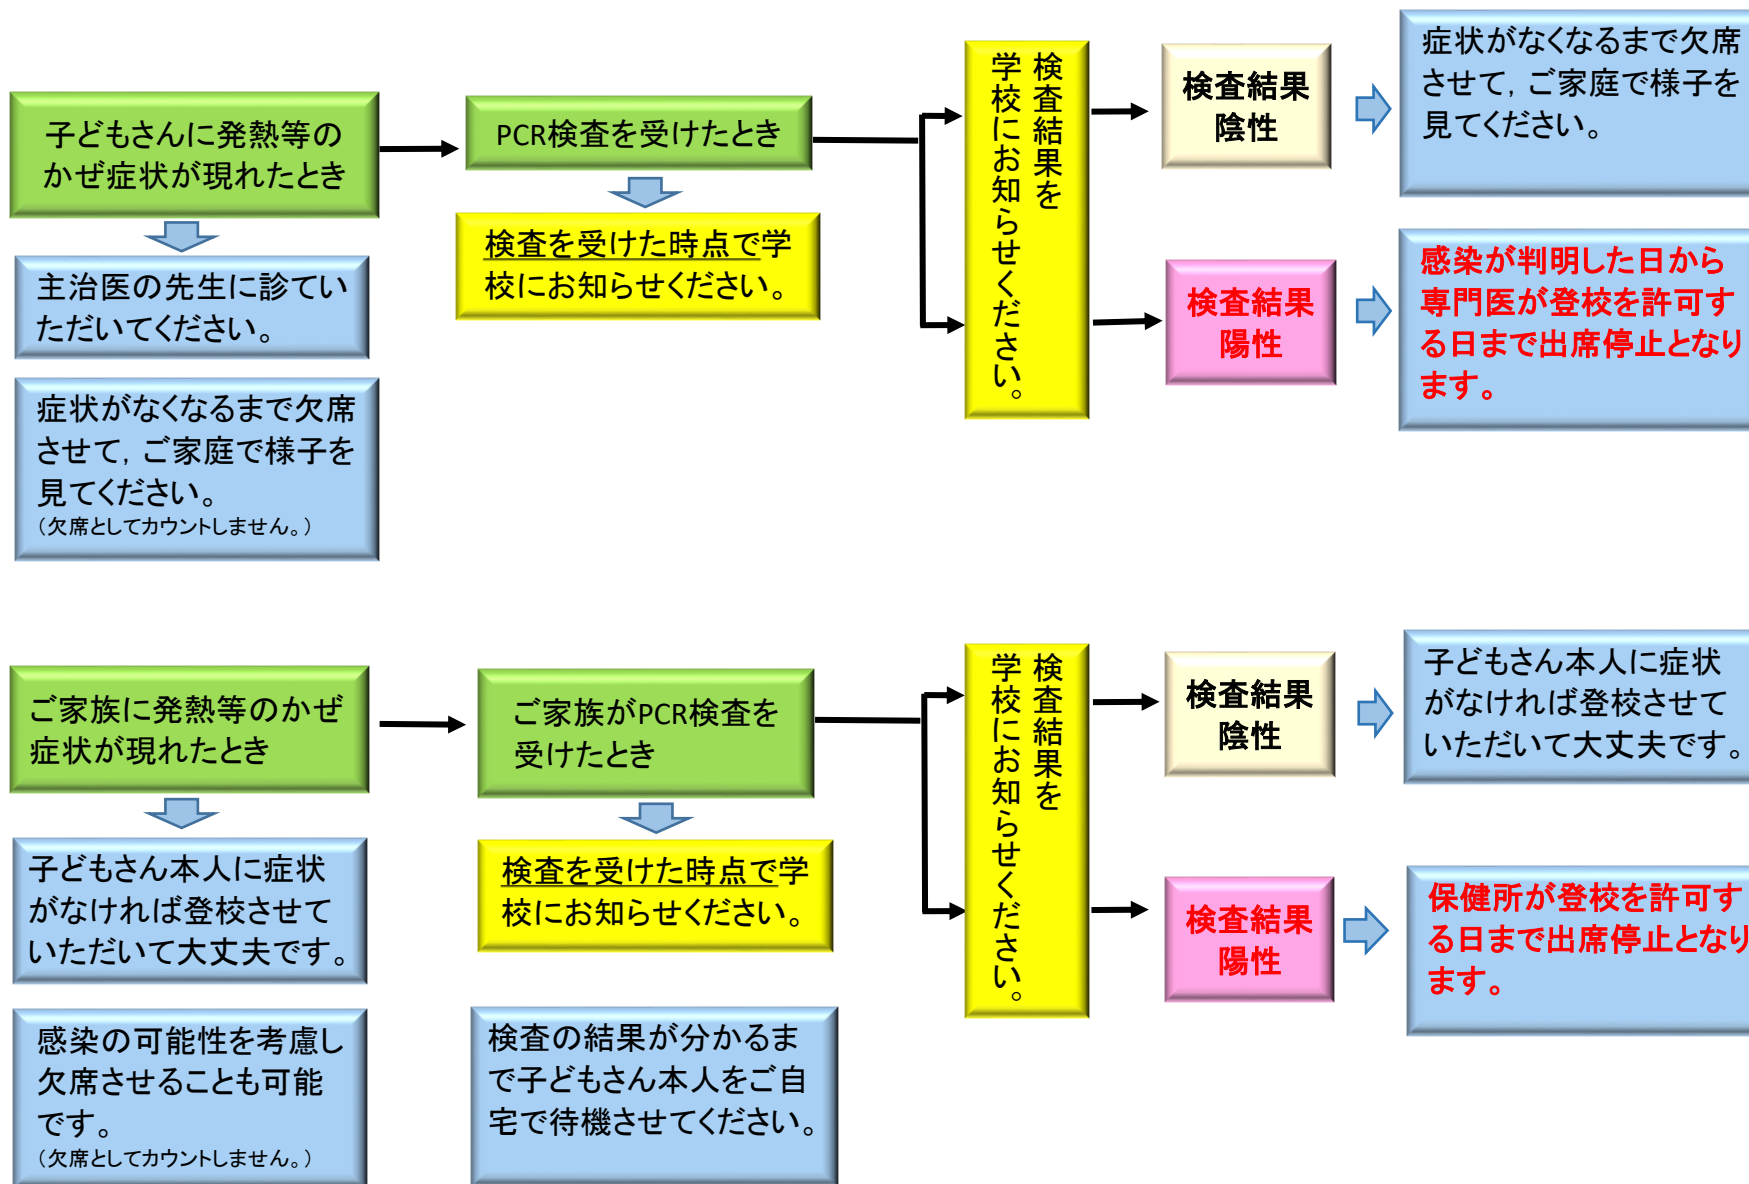 子どもさんに発熱等の
かぜ症状が現れたとき
主治医の先生に診てい
ただいてください。
症状がなくなるまで欠席
させて，ご家庭で様子を
見てください。
（欠席としてカウントしません。）
PCR検査を受けたとき
検査を受けた時点で学
校にお知らせください。
検査結果を
学校にお知らせください。
検査結果
陰性
症状がなくなるまで欠席
させて，ご家庭で様子を
見てください。
検査結果
陽性
感染が判明した日から
専門医が登校を許可す
る日まで出席停止となり
ます。
ご家族に発熱等のかぜ
症状が現れたとき
子どもさん本人に症状
がなければ登校させて
いただいて大丈夫です。
感染の可能性を考慮し
欠席させることも可能
です。
（欠席としてカウントしません。）
ご家族がPCR検査を
受けたとき
検査を受けた時点で学
校にお知らせください。
検査の結果が分かるま
で子どもさん本人をご自
宅で待機させてください。
検査結果を
学校にお知らせください。
検査結果
陰性
子どもさん本人に症状
がなければ登校させて
いただいて大丈夫です。
検査結果
陽性
保健所が登校を許可す
る日まで出席停止となり
ます。